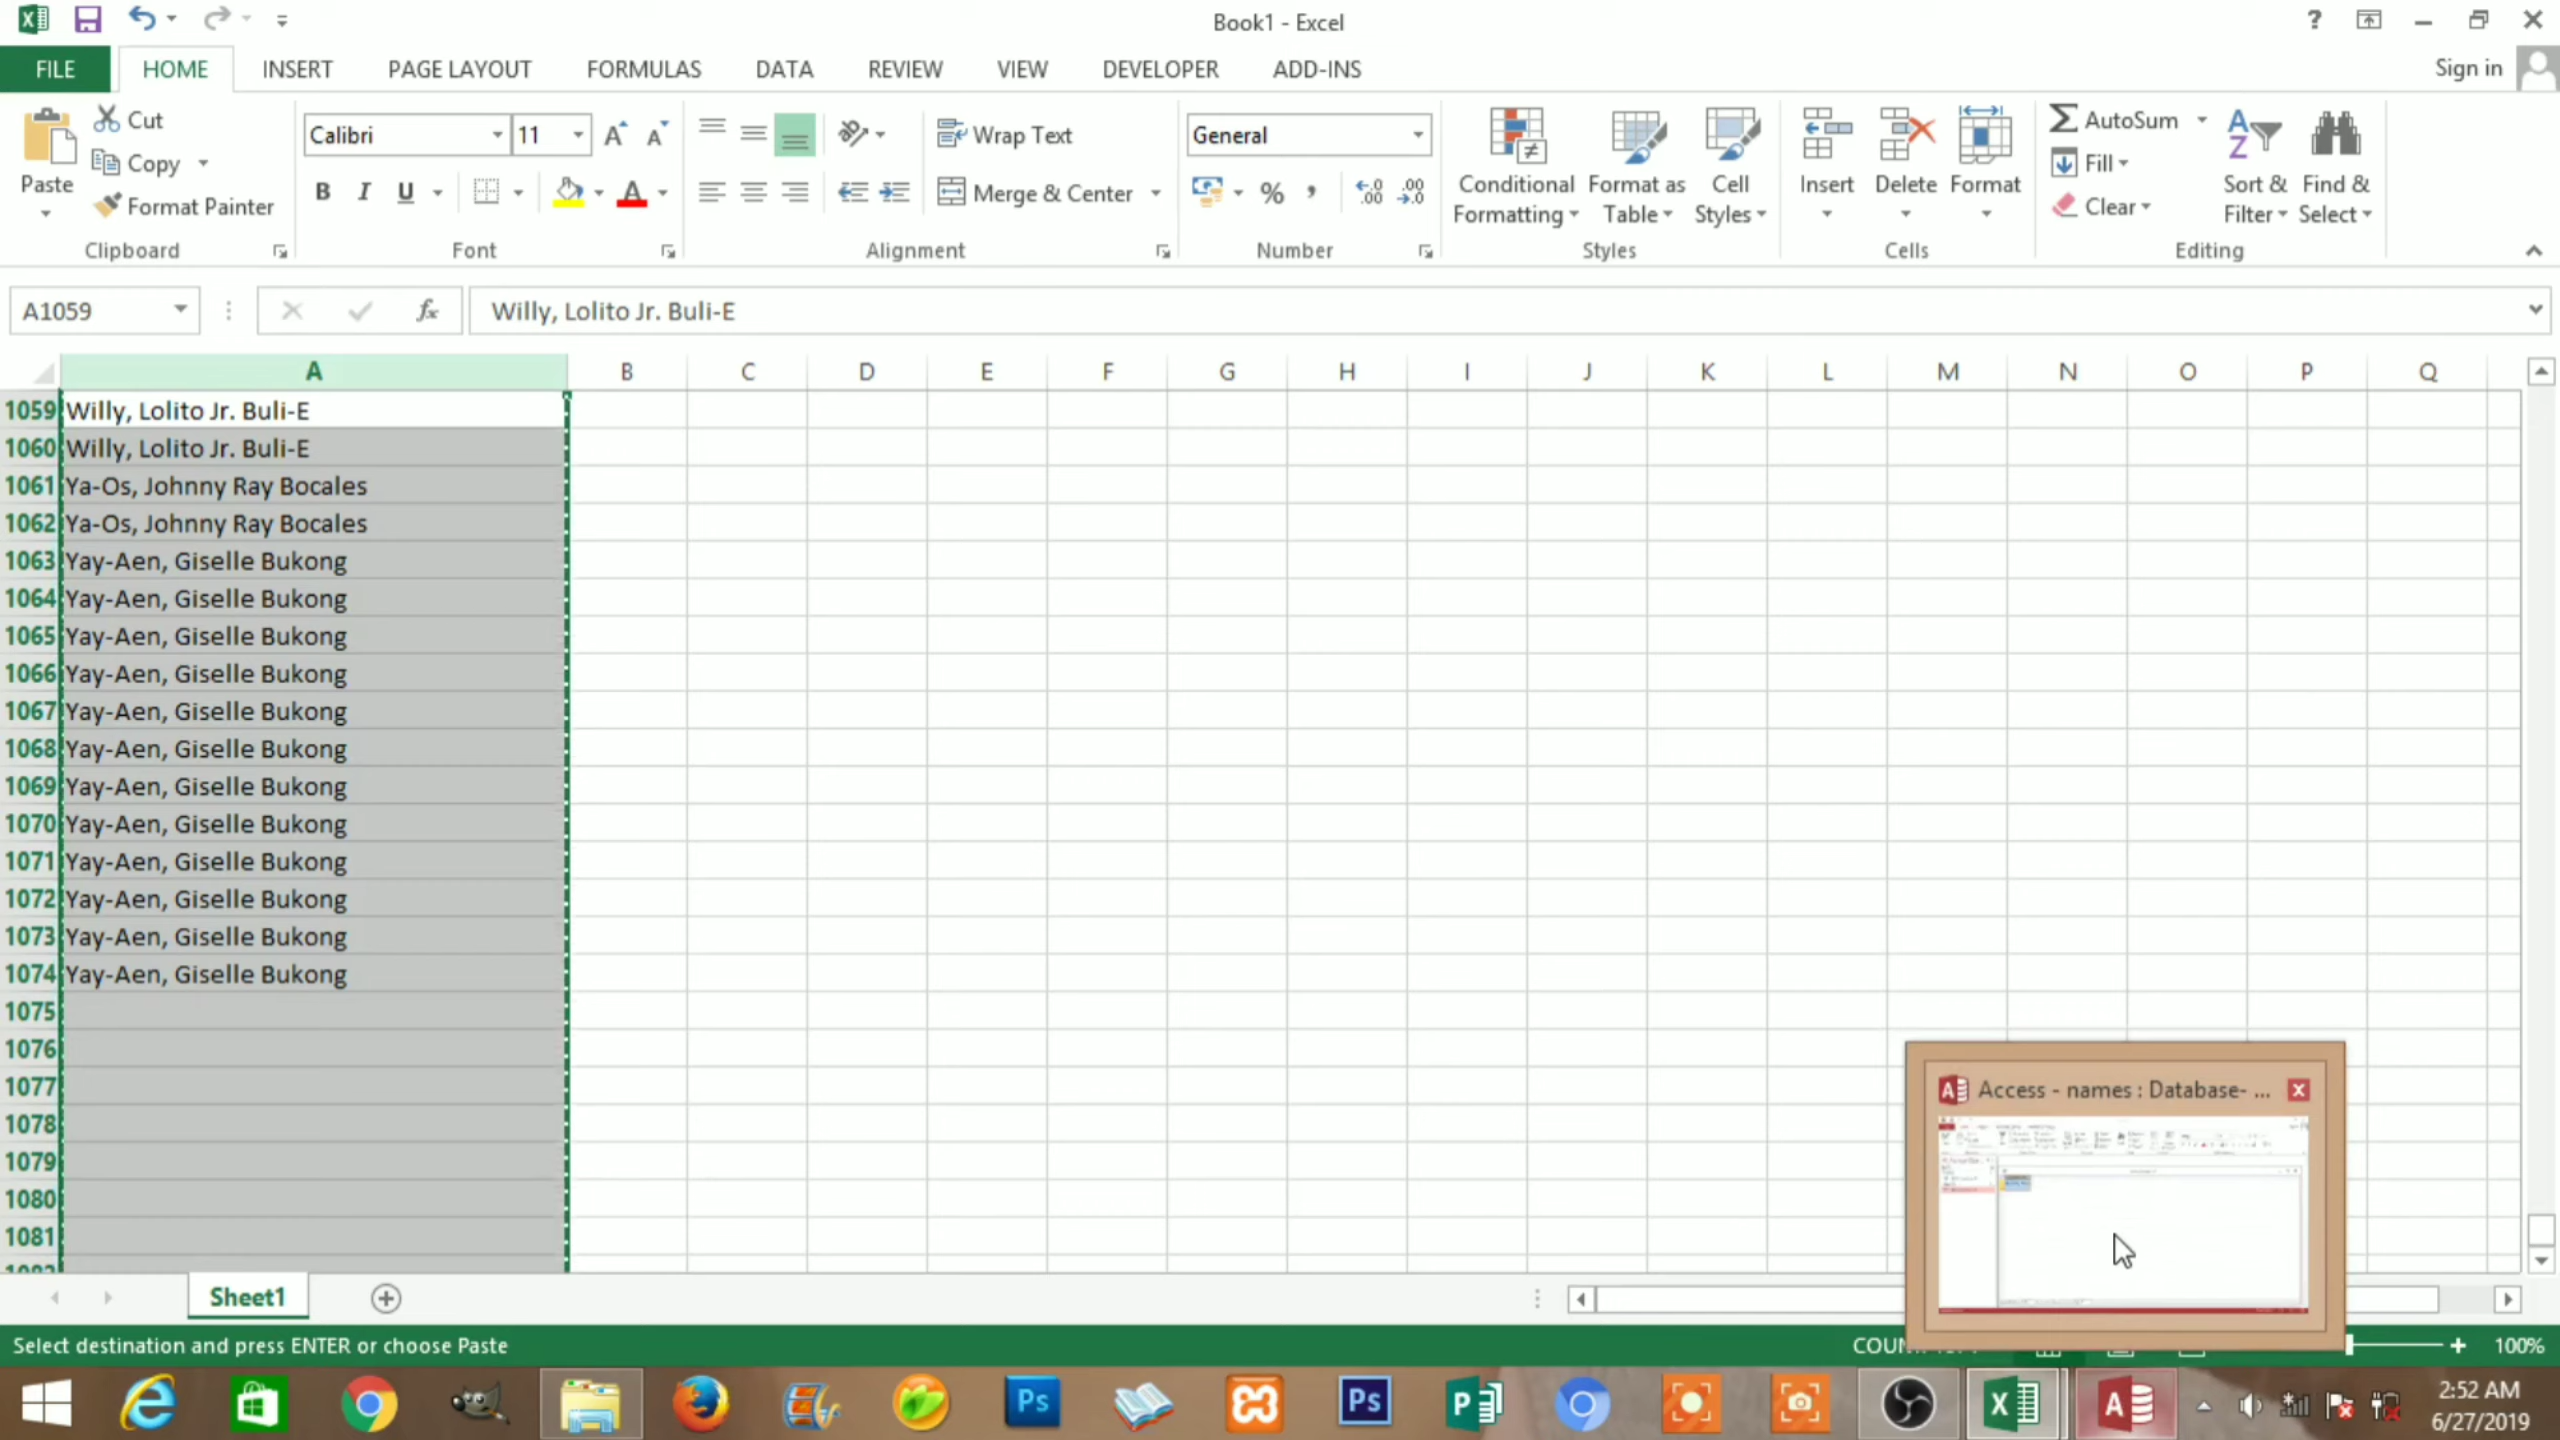 Book1 - Excel
?
FILE HOME INSERT PAGE LAYOUT FORMULAS DATA REVIEW VIEW DEVELOPER ADD-INS Sign in
Paste
Cut
Copy
Format Painter
Clipboard
Calibri 11
B I U
Font
Wrap Text
Merge & Center
Alignment
General
%
Number
Conditional Formatting
Format as Table
Cell Styles
Styles
Insert
Delete
Format
Cells
AutoSum
Fill
Clear
Sort & Filter
Find & Select
Editing
A1059 fx Willy, Lolito Jr. Buli-E
A B C D E F G H I J K L M N O P Q
1059 Willy, Lolito Jr. Buli-E
1060 Willy, Lolito Jr. Buli-E
1061 Ya-Os, Johnny Ray Bocales
1062 Ya-Os, Johnny Ray Bocales
1063 Yay-Aen, Giselle Bukong
1064 Yay-Aen, Giselle Bukong
1065 Yay-Aen, Giselle Bukong
1066 Yay-Aen, Giselle Bukong
1067 Yay-Aen, Giselle Bukong
1068 Yay-Aen, Giselle Bukong
1069 Yay-Aen, Giselle Bukong
1070 Yay-Aen, Giselle Bukong
1071 Yay-Aen, Giselle Bukong
1072 Yay-Aen, Giselle Bukong
1073 Yay-Aen, Giselle Bukong
1074 Yay-Aen, Giselle Bukong
1075
1076
1077
1078
1079
1080
1081
Access - names : Database- ...
Sheet1
Select destination and press ENTER or choose Paste
100%
2:52 AM
6/27/2019